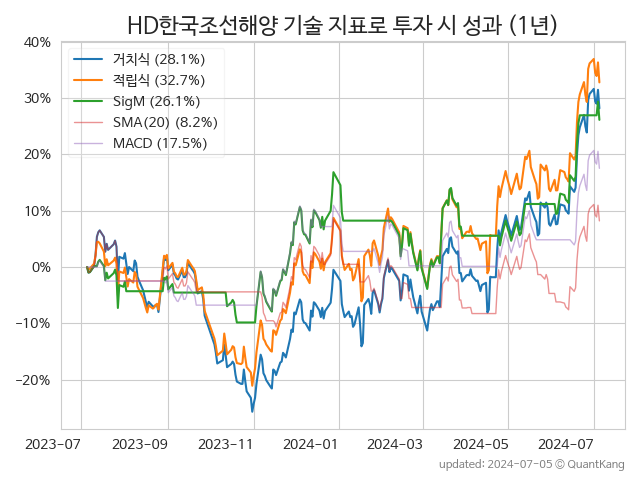 HD한국조선해양 기술 지표로 투자 시 성과 (1년)
40%
30%
20%
10%
0%
−10%
−20%
거치식 (28.1%)
적립식 (32.7%)
SigM (26.1%)
SMA(20) (8.2%)
MACD (17.5%)
2023-07 2023-09 2023-11 2024-01 2024-03 2024-05 2024-07
updated: 2024-07-05 © QuantKang